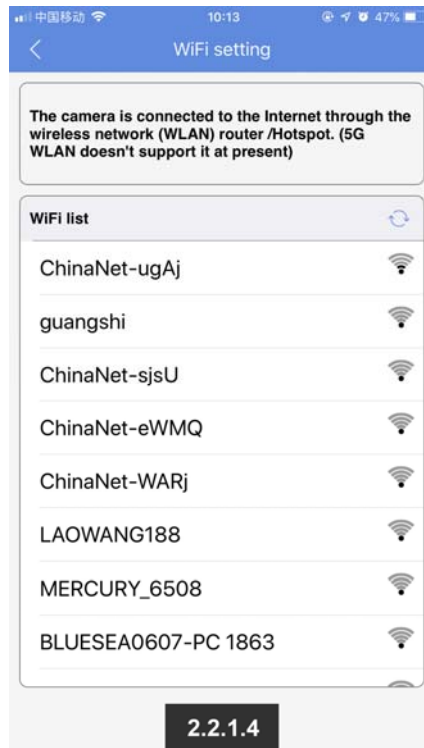 中国移动 10:13 47%
WiFi setting
The camera is connected to the Internet through the
wireless network (WLAN) router /Hotspot. (5G
WLAN doesn't support it at present)
WiFi list
ChinaNet-ugAj
guangshi
ChinaNet-sjsU
ChinaNet-eWMQ
ChinaNet-WARj
LAOWANG188
MERCURY_6508
BLUESEA0607-PC 1863
2.2.1.4